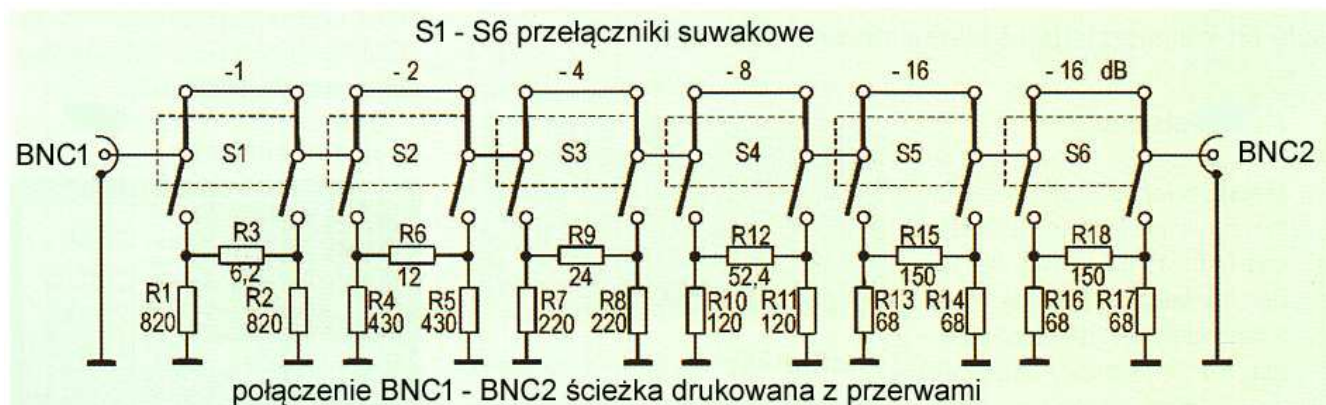 S1 - S6 przełączniki suwakowe
-1 - 2 - 4 - 8 - 16 - 16 dB
BNC1 S1 S2 S3 S4 S5 S6 BNC2
R3 R6 R9 R12 R15 R18
6,2 12 24 52,4 150 150
R1 R2 R4 R5 R7 R8 R10 R11 R13 R14 R16 R17
820 820 430 430 220 220 120 120 68 68 68 68
połączenie BNC1 - BNC2 ścieżka drukowana z przerwami